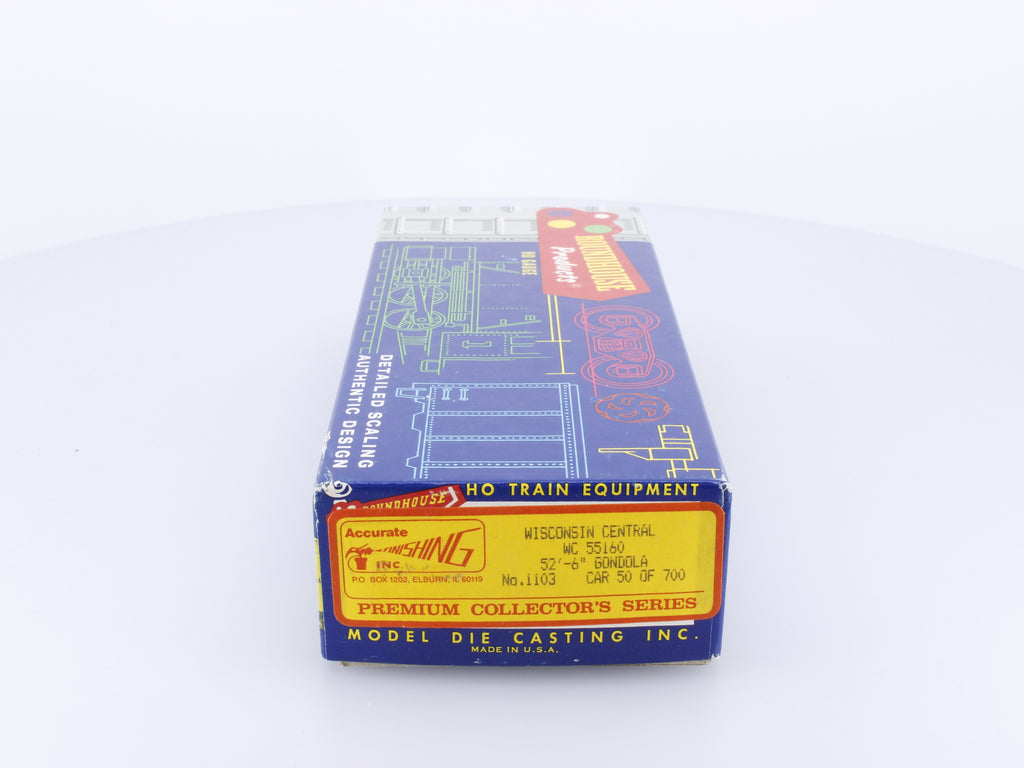 ROUNDHOUSE
Products
HO GAUGE
DETAILED SCALING
AUTHENTIC DESIGN
ROUNDHOUSE
HO TRAIN EQUIPMENT
Accurate
FINISHING
INC.
P.O. BOX 1202, ELBURN, IL 60119
WISCONSIN CENTRAL
WC 55160
52'-6" GONDOLA
No.1103 CAR 50 OF 700
PREMIUM COLLECTOR'S SERIES
MODEL DIE CASTING INC.
MADE IN U.S.A.